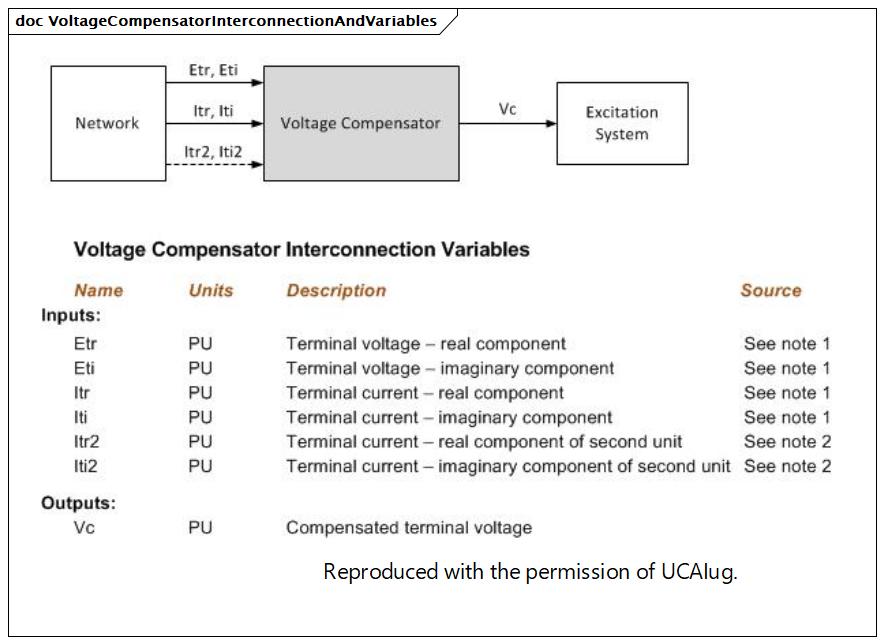 doc VoltageCompensatorInterconnectionAndVariables
Etr, Eti
Network
Itr, Iti
Voltage Compensator
Vc
Excitation
System
Itr2, Iti2
Voltage Compensator Interconnection Variables
Name Units Description Source
Inputs:
Etr PU Terminal voltage – real component See note 1
Eti PU Terminal voltage – imaginary component See note 1
Itr PU Terminal current – real component See note 1
Iti PU Terminal current – imaginary component See note 1
Itr2 PU Terminal current – real component of second unit See note 2
Iti2 PU Terminal current – imaginary component of second unit See note 2
Outputs:
Vc PU Compensated terminal voltage
Reproduced with the permission of UCAIug.